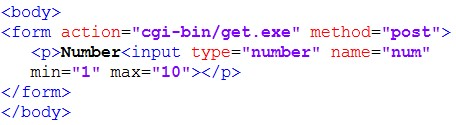 <body>
<form action="cgi-bin/get.exe" method="post">
<p>Number<input type="number" name="num"
min="1" max="10"></p>
</form>
</body>